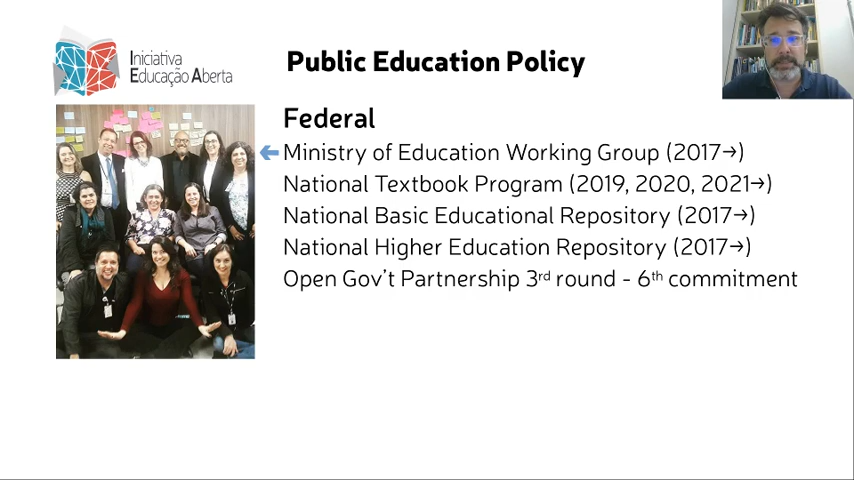 Iniciativa
Educação Aberta
Public Education Policy
Federal
Ministry of Education Working Group (2017→)
National Textbook Program (2019, 2020, 2021→)
National Basic Educational Repository (2017→)
National Higher Education Repository (2017→)
Open Gov't Partnership 3rd round - 6th commitment